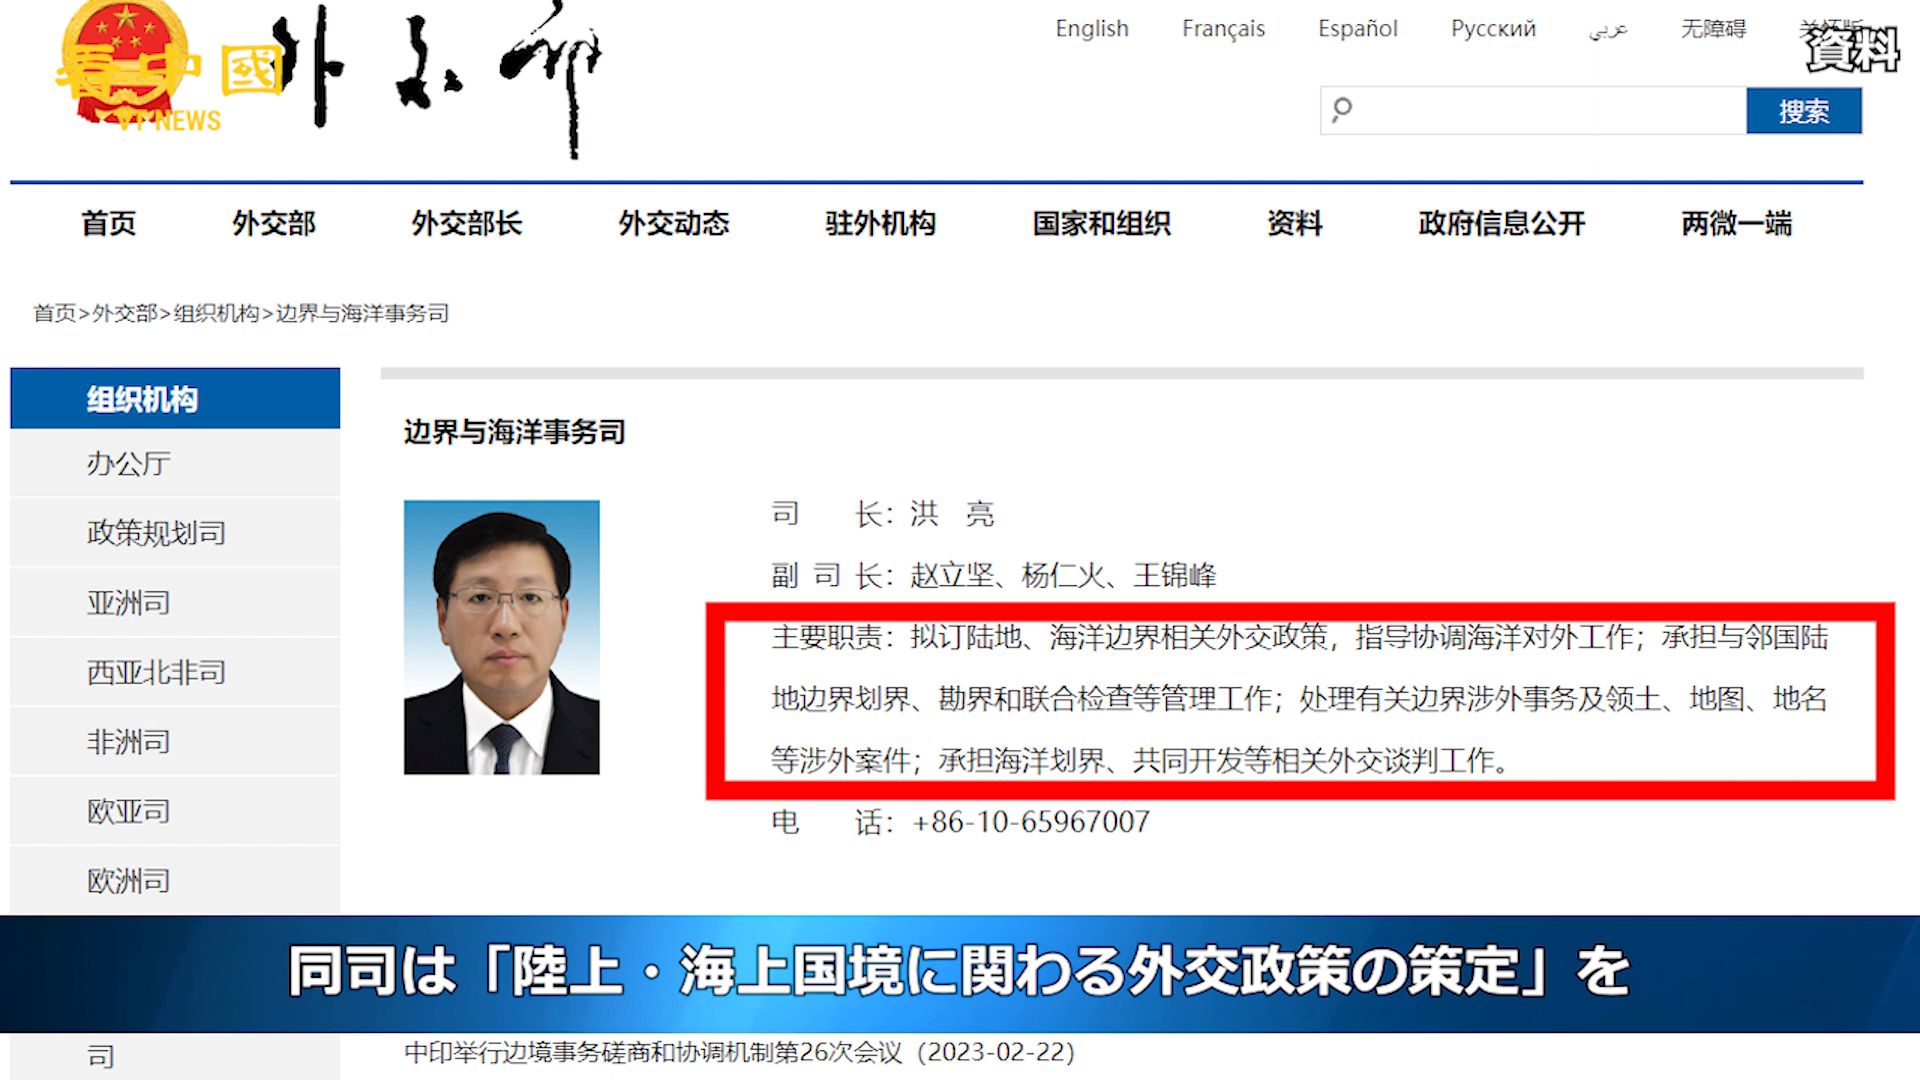 外交部
看中國
VT NEWS
English Français Español Русский عربي 无障碍
資料
搜索
首页 外交部 外交部长 外交动态 驻外机构 国家和组织 资料 政府信息公开 两微一端
首页>外交部>组织机构>边界与海洋事务司
组织机构
办公厅
政策规划司
亚洲司
西亚北非司
非洲司
欧亚司
欧洲司
司
边界与海洋事务司
司 长：洪 亮
副 司 长：赵立坚、杨仁火、王锦峰
主要职责：拟订陆地、海洋边界相关外交政策，指导协调海洋对外工作；承担与邻国陆
地边界划界、勘界和联合检查等管理工作；处理有关边界涉外事务及领土、地图、地名
等涉外案件；承担海洋划界、共同开发等相关外交谈判工作。
电 话：+86-10-65967007
同司は「陸上・海上国境に関わる外交政策の策定」を
中印举行边境事务磋商和协调机制第26次会议（2023-02-22）